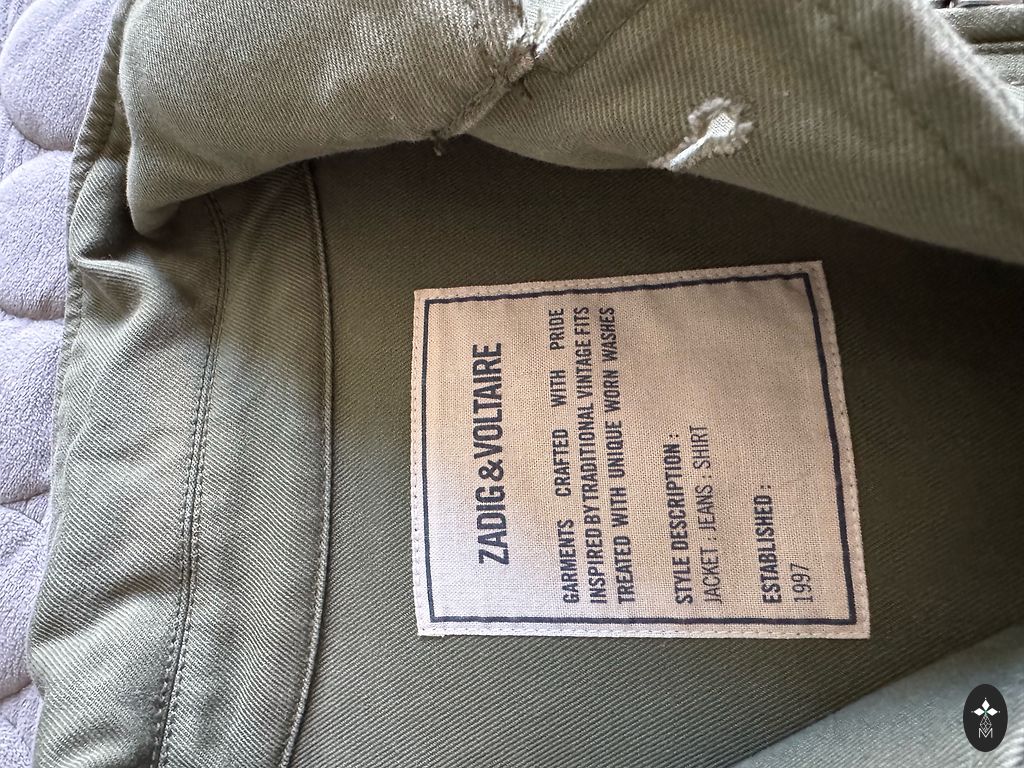 ZADIG&VOLTAIRE
GARMENTS CRAFTED WITH PRIDE
INSPIRED BY TRADITIONAL VINTAGE FITS
TREATED WITH UNIQUE WORN WASHES
STYLE DESCRIPTION :
JACKET . JEANS . SHIRT
ESTABLISHED :
1997
M